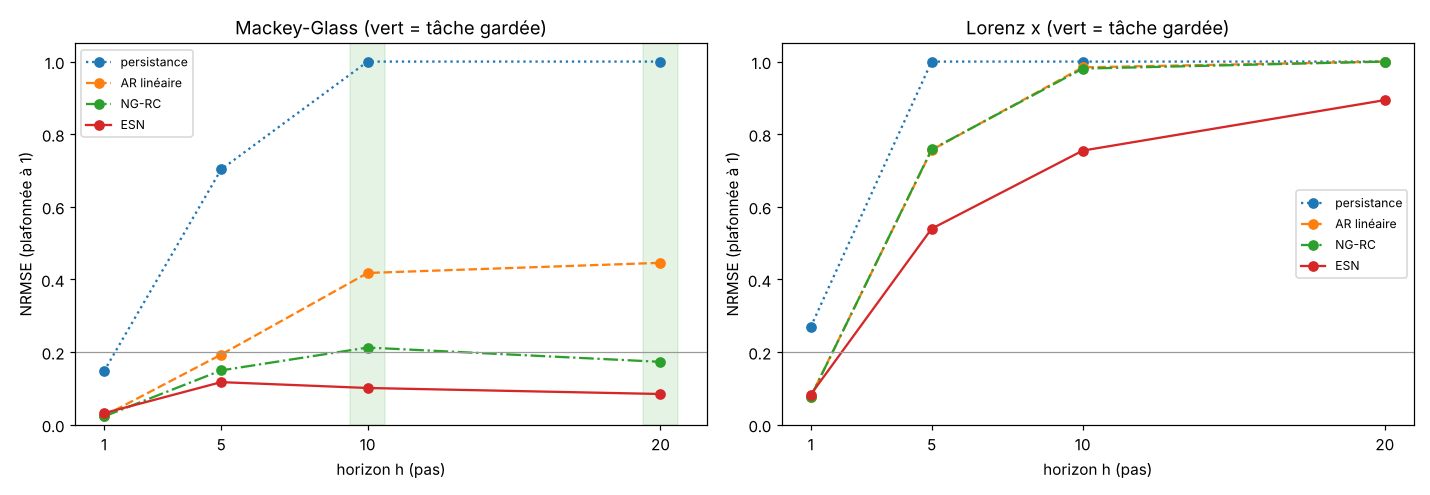 Mackey-Glass (vert = tâche gardée)
NRMSE (plafonnée à 1)
1.0
0.8
0.6
0.4
0.2
0.0
persistance
AR linéaire
NG-RC
ESN
1
5
10
20
horizon h (pas)
Lorenz x (vert = tâche gardée)
NRMSE (plafonnée à 1)
1.0
0.8
0.6
0.4
0.2
0.0
persistance
AR linéaire
NG-RC
ESN
1
5
10
20
horizon h (pas)